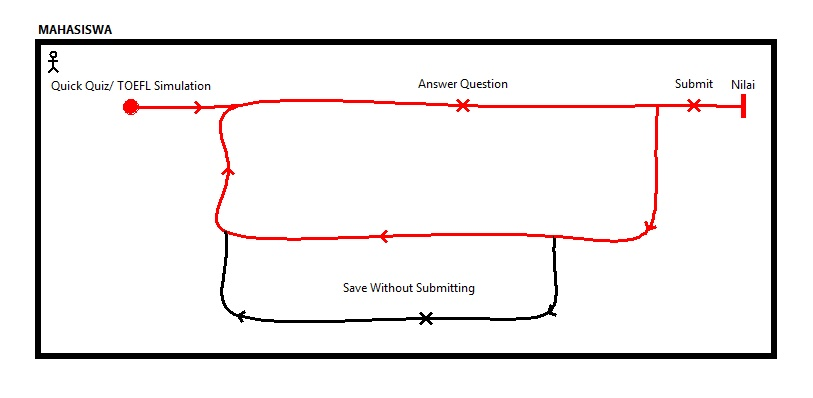 MAHASISWA
Quick Quiz/ TOEFL Simulation
Answer Question
Submit
Nilai
Save Without Submitting